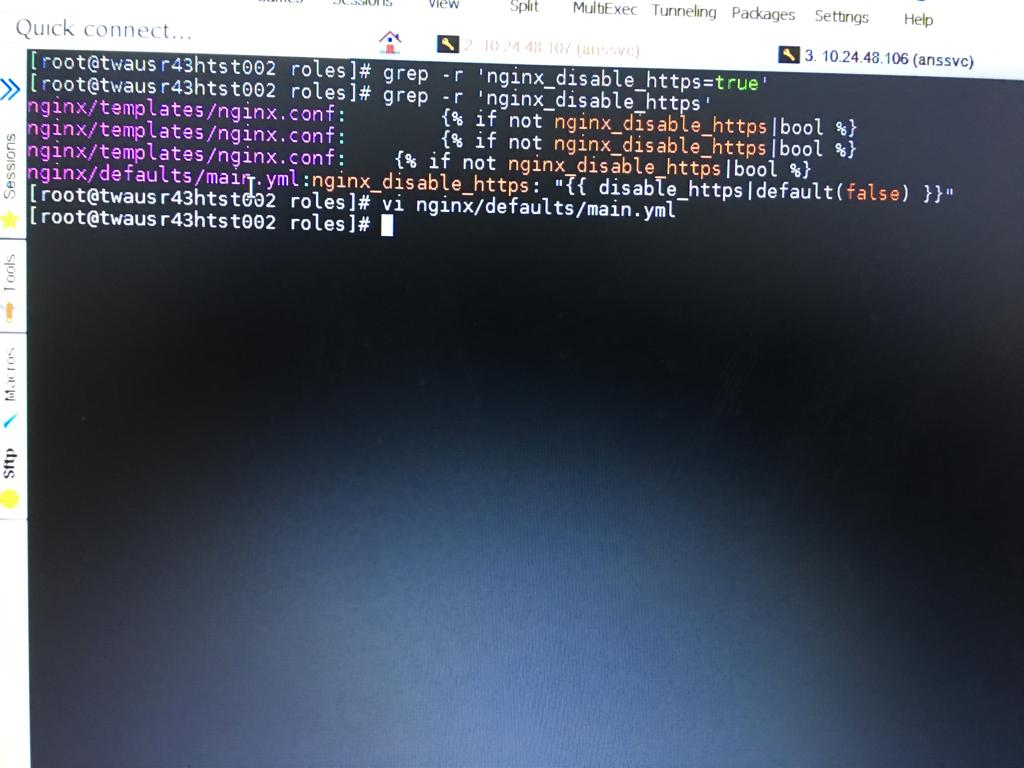 View Split MultiExec Tunneling Packages Settings Help
Quick connect...
2. 10.24.48.107 (anssvc)
3. 10.24.48.106 (anssvc)
[root@twausr43htst002 roles]# grep -r 'nginx_disable_https=true'
[root@twausr43htst002 roles]# grep -r 'nginx_disable_https'
nginx/templates/nginx.conf: {% if not nginx_disable_https|bool %}
nginx/templates/nginx.conf: {% if not nginx_disable_https|bool %}
nginx/templates/nginx.conf: {% if not nginx_disable_https|bool %}
nginx/defaults/main.yml:nginx_disable_https: "{{ disable_https|default(false) }}"
[root@twausr43htst002 roles]# vi nginx/defaults/main.yml
[root@twausr43htst002 roles]#
Sessions
Tools
Macros
Sftp